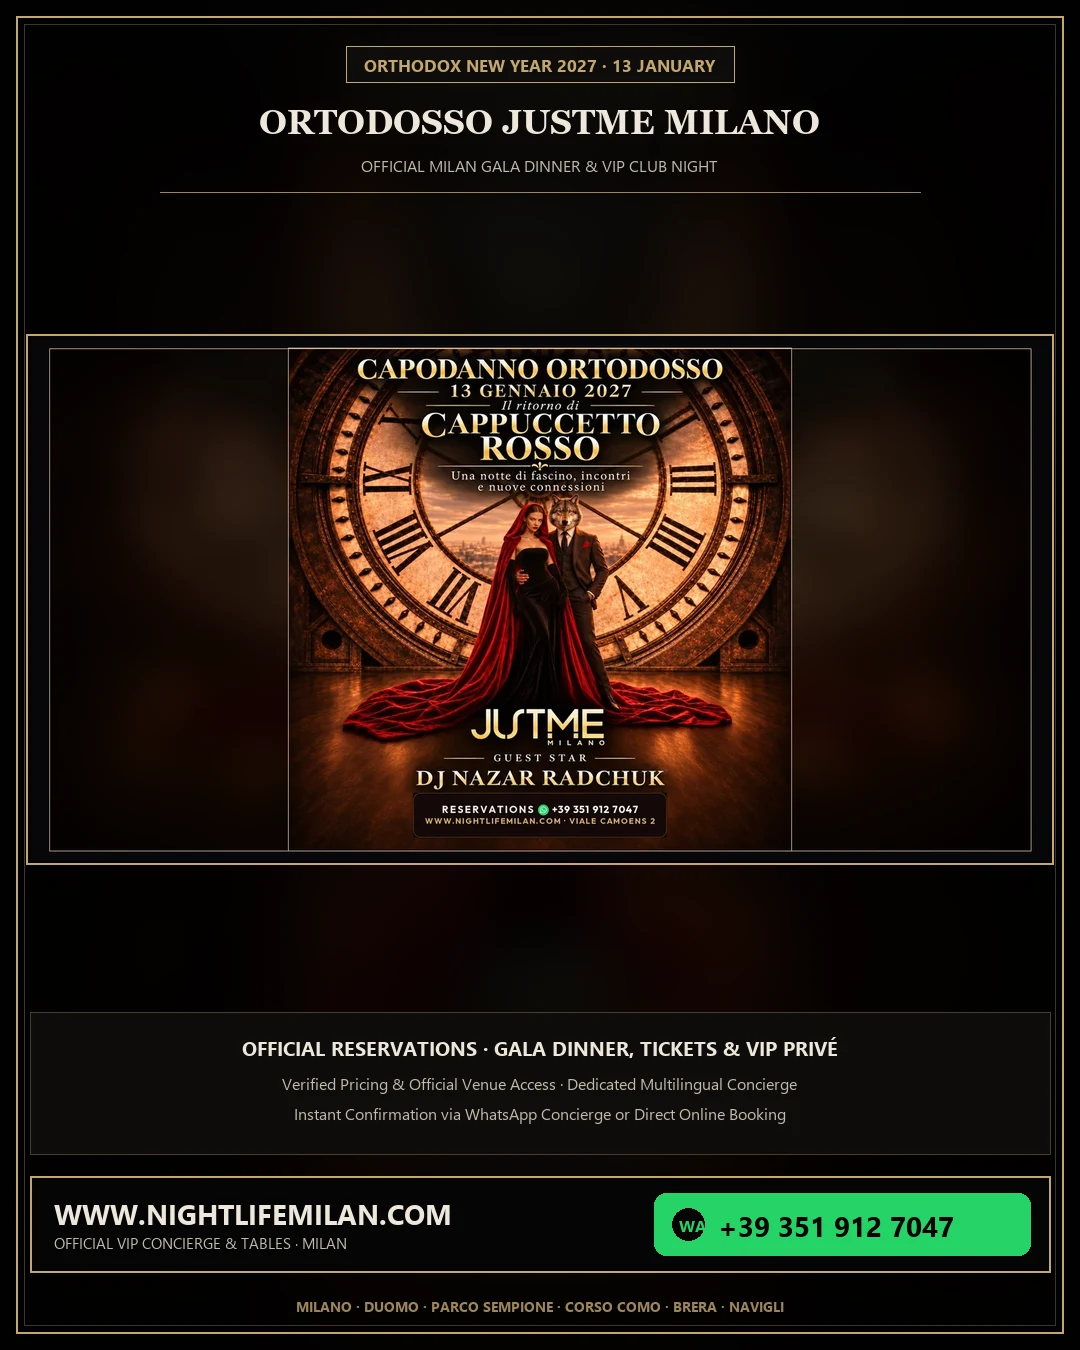 ORTHODOX NEW YEAR 2027 · 13 JANUARY
ORTODOSSO JUSTME MILANO
OFFICIAL MILAN GALA DINNER & VIP CLUB NIGHT
CAPODANNO ORTODOSSO
13 GENNAIO 2027
Il ritorno di
CAPPUCCETTO
ROSSO
Una notte di fascino, incontri
e nuove connessioni
JUSTME
MILANO
GUEST STAR
DJ NAZAR RADCHUK
RESERVATIONS +39 351 912 7047
WWW.NIGHTLIFEMILAN.COM · VIALE CAMOENS 2
OFFICIAL RESERVATIONS · GALA DINNER, TICKETS & VIP PRIVÉ
Verified Pricing & Official Venue Access · Dedicated Multilingual Concierge
Instant Confirmation via WhatsApp Concierge or Direct Online Booking
WWW.NIGHTLIFEMILAN.COM
OFFICIAL VIP CONCIERGE & TABLES · MILAN
WA +39 351 912 7047
MILANO · DUOMO · PARCO SEMPIONE · CORSO COMO · BRERA · NAVIGLI